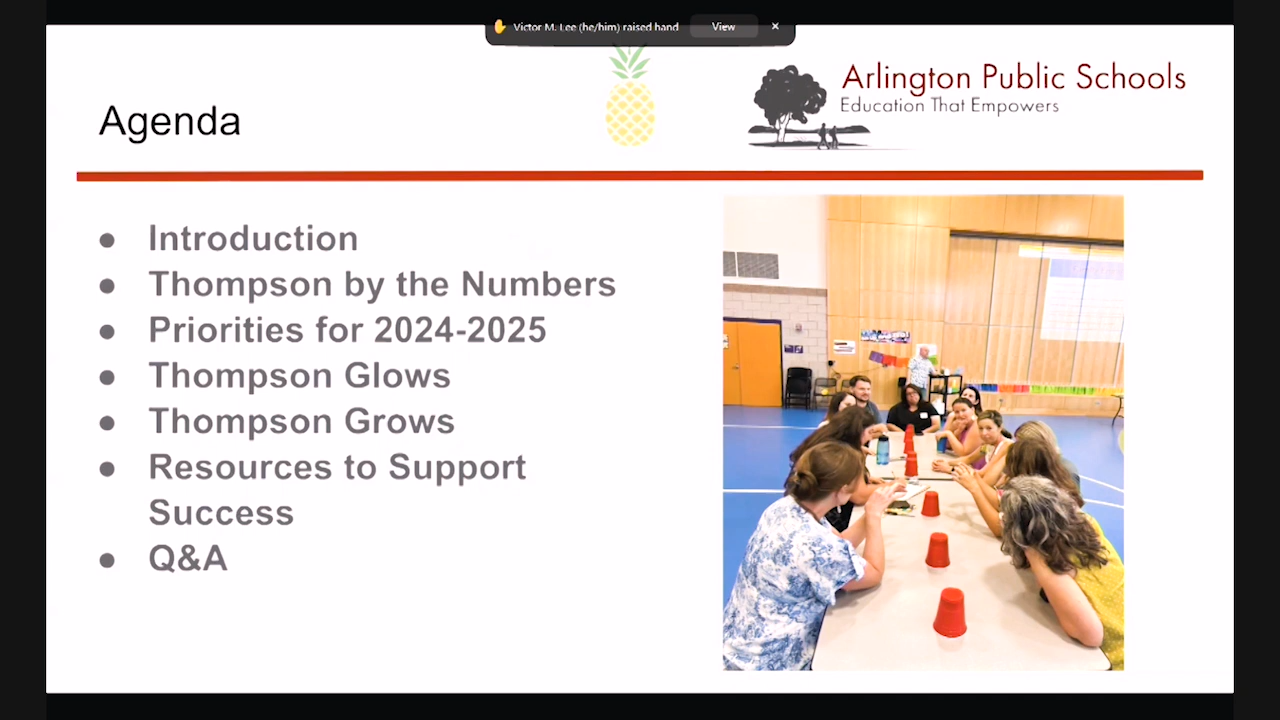 Victor M. Lee (he/him) raised hand
View
Arlington Public Schools
Education That Empowers
Agenda
● Introduction
● Thompson by the Numbers
● Priorities for 2024-2025
● Thompson Glows
● Thompson Grows
● Resources to Support
Success
● Q&A